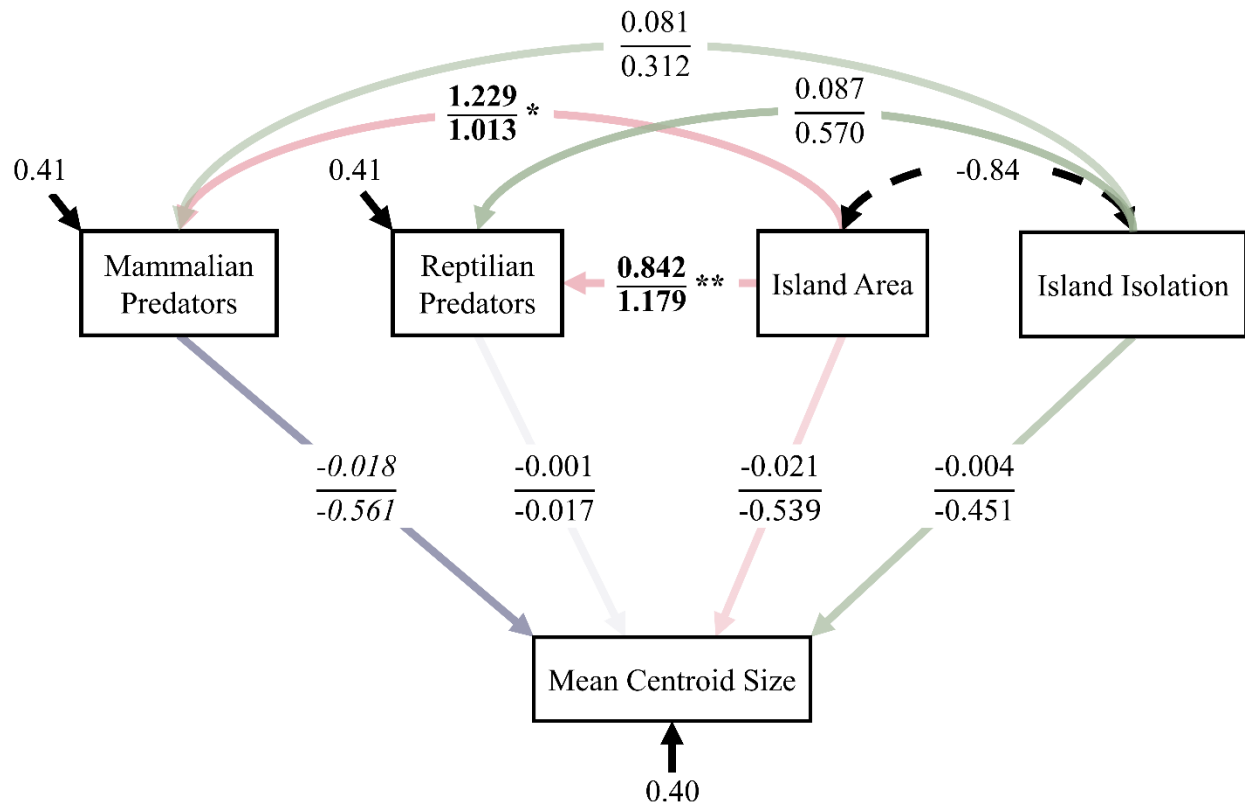 0.081
0.312
1.229
1.013 *
0.087
0.570
0.41
0.41
-0.84
Mammalian
Predators
Reptilian
Predators
0.842
1.179 **
Island Area
Island Isolation
-0.018
-0.561
-0.001
-0.017
-0.021
-0.539
-0.004
-0.451
Mean Centroid Size
0.40